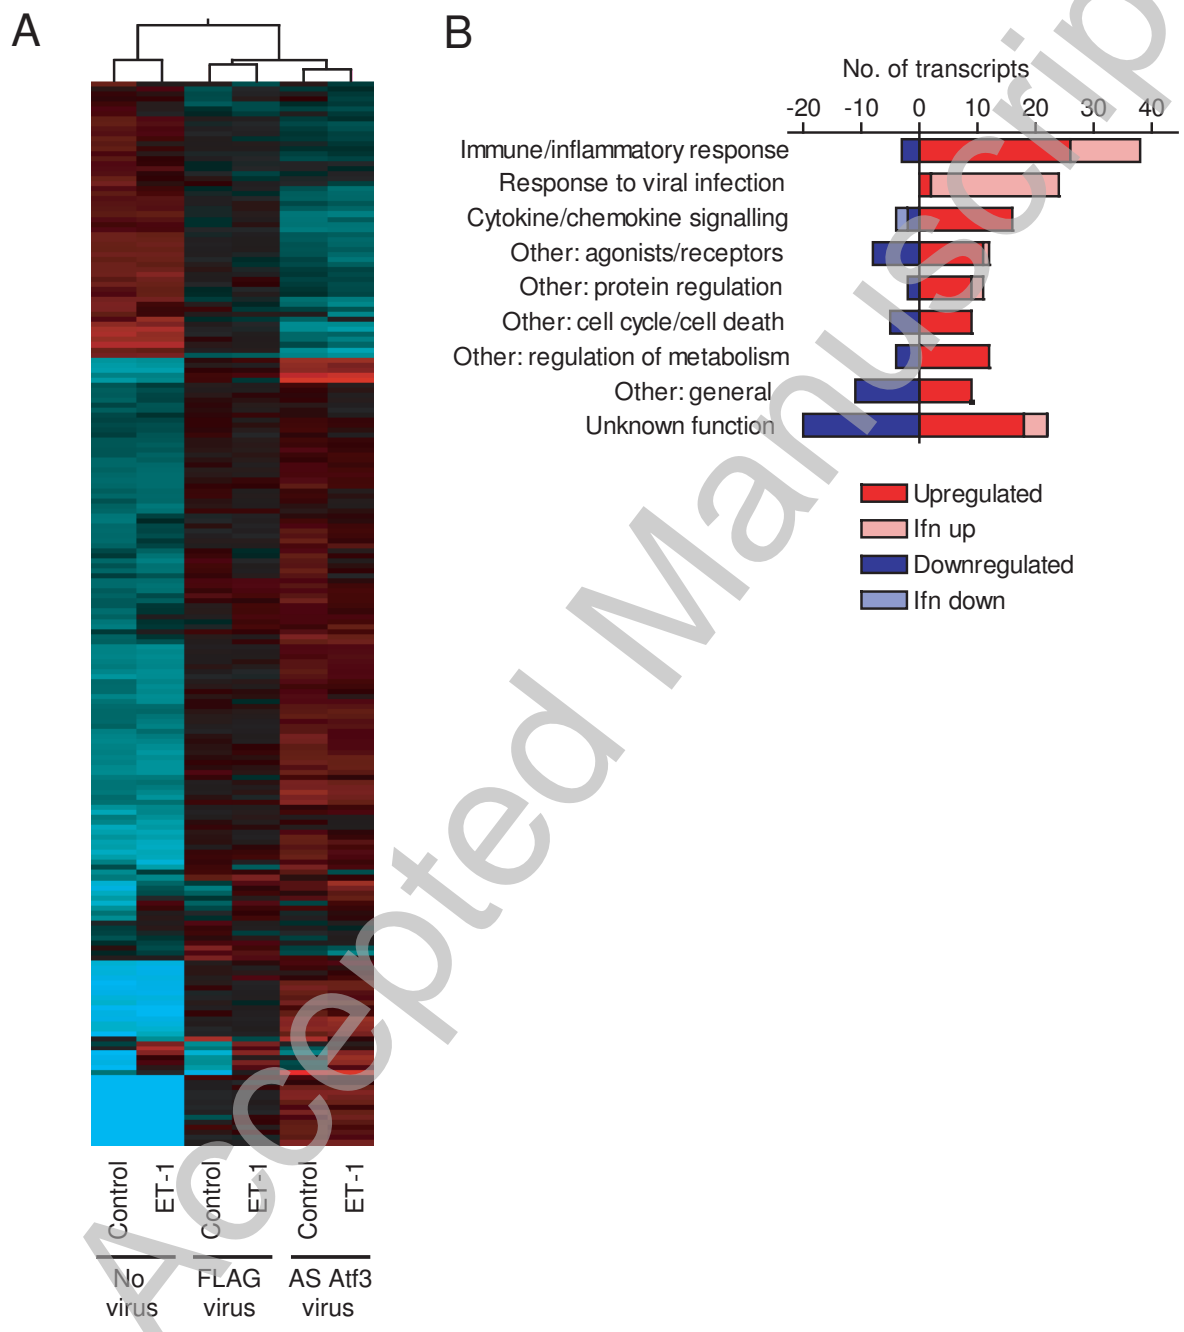 A
B
No. of transcripts
-20 -10 0 10 20 30 40
Immune/inflammatory response
Response to viral infection
Cytokine/chemokine signalling
Other: agonists/receptors
Other: protein regulation
Other: cell cycle/cell death
Other: regulation of metabolism
Other: general
Unknown function
Upregulated
Ifn up
Downregulated
Ifn down
Control
ET-1
Control
ET-1
Control
ET-1
No
virus
FLAG
virus
AS Atf3
virus
Accepted Manuscrip